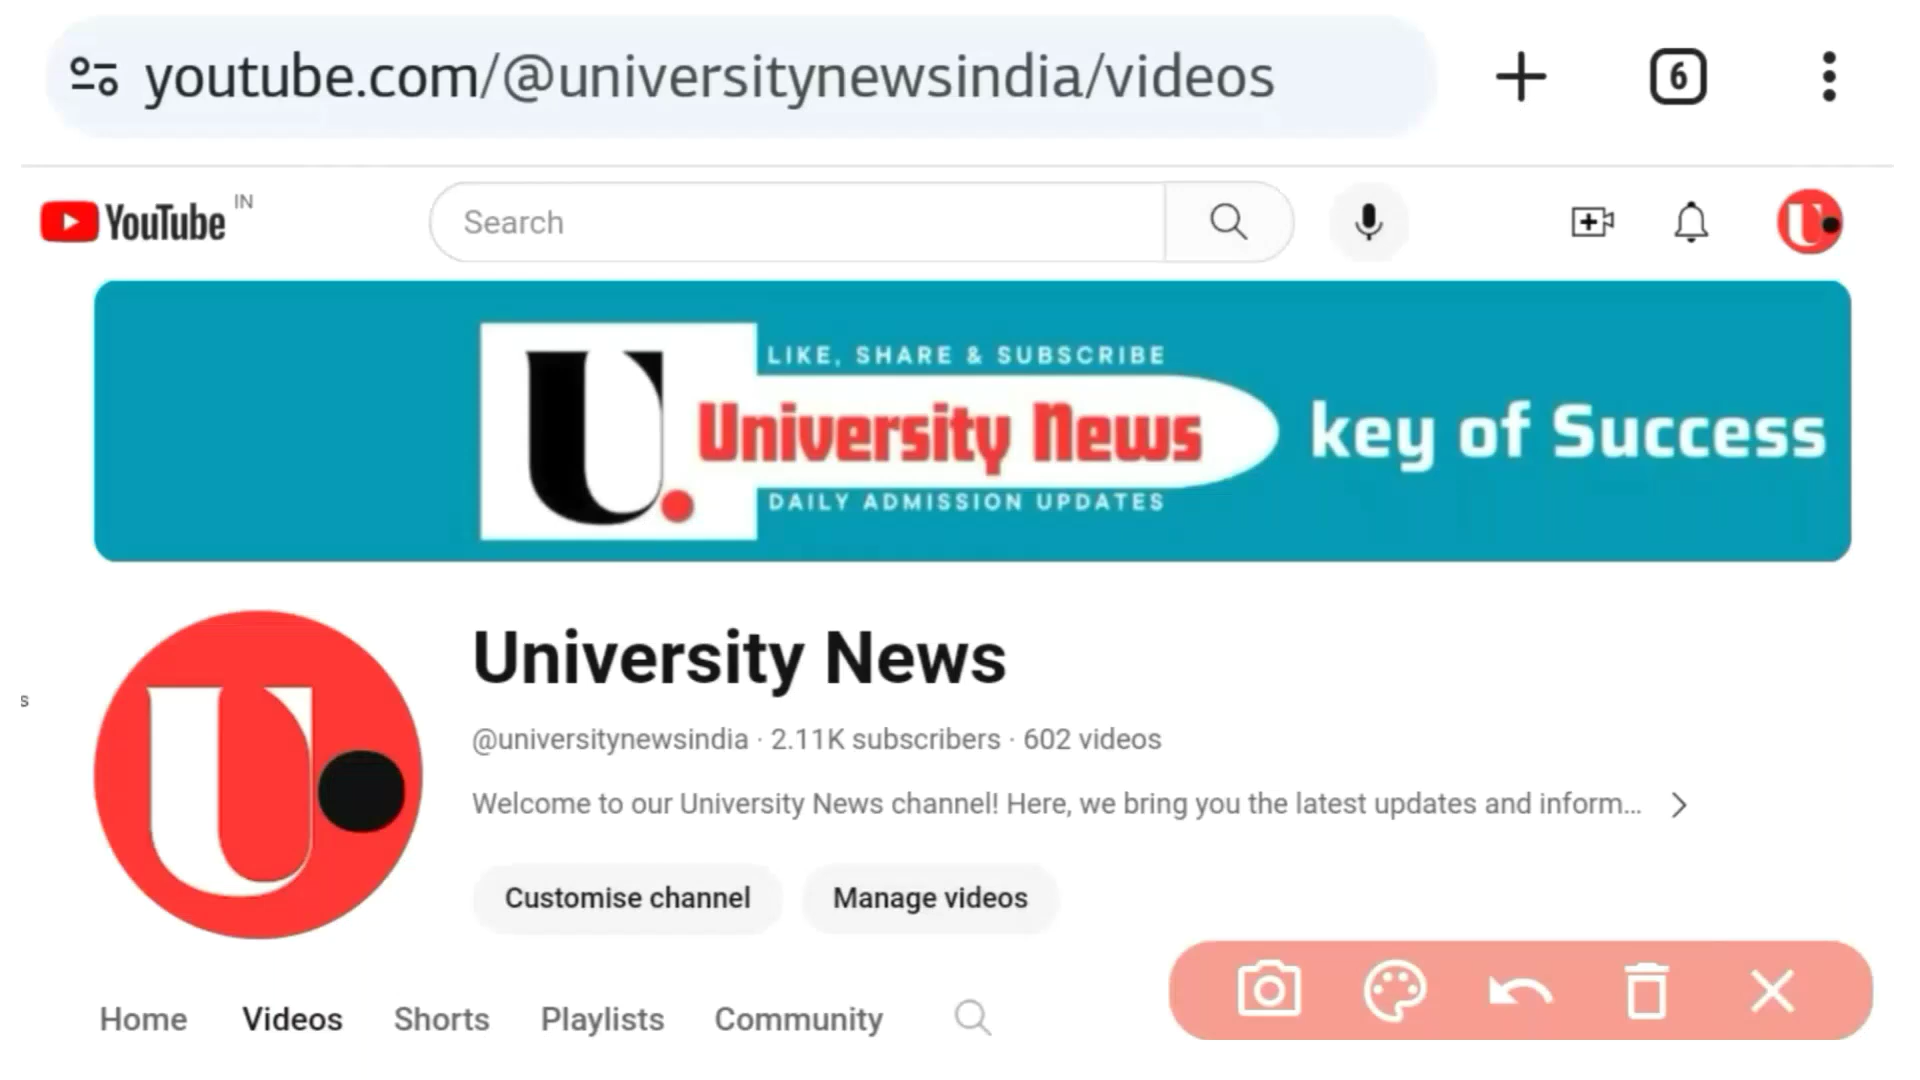 youtube.com/@universitynewsindia/videos
6
YouTube IN
Search
U
LIKE, SHARE & SUBSCRIBE
U. University News key of Success
DAILY ADMISSION UPDATES
U
University News
s
@universitynewsindia · 2.11K subscribers · 602 videos
Welcome to our University News channel! Here, we bring you the latest updates and inform...
Customise channel Manage videos
Home Videos Shorts Playlists Community